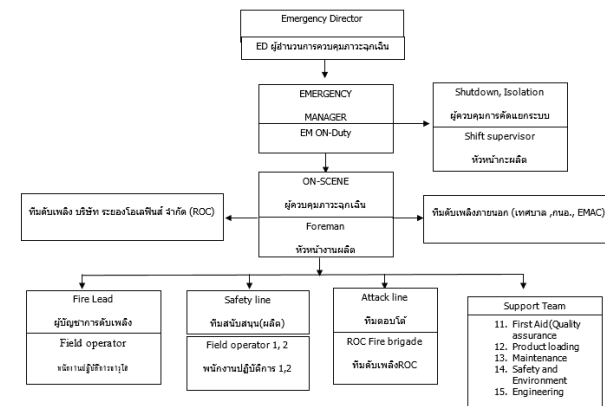 Emergency Director
ED ผู้อำนวยการควบคุมภาวะฉุกเฉิน
EMERGENCY
MANAGER
EM ON-Duty
Shutdown, Isolation
ผู้ควบคุมการตัดแยกระบบ
Shift supervisor
หัวหน้ากะผลิต
ON-SCENE
ผู้ควบคุมภาวะฉุกเฉิน
Foreman
หัวหน้างานผลิต
ทีมดับเพลิง บริษัท ระยองโอเลฟินส์ จำกัด (ROC)
ทีมดับเพลิงภายนอก (เทศบาล ,กนอ., EMAC)
Fire Lead
ผู้บัญชาการดับเพลิง
Field operator
Safety line
ทีมสนับสนุน(ผลิต)
Field operator 1, 2
พนักงานปฏิบัติการ 1,2
Attack line
ทีมตอบโต้
ROC Fire brigade
ทีมดับเพลิงROC
Support Team
11. First Aid(Quality
assurance
12. Product loading
13. Maintenance
14. Safety and
Environment
15. Engineering